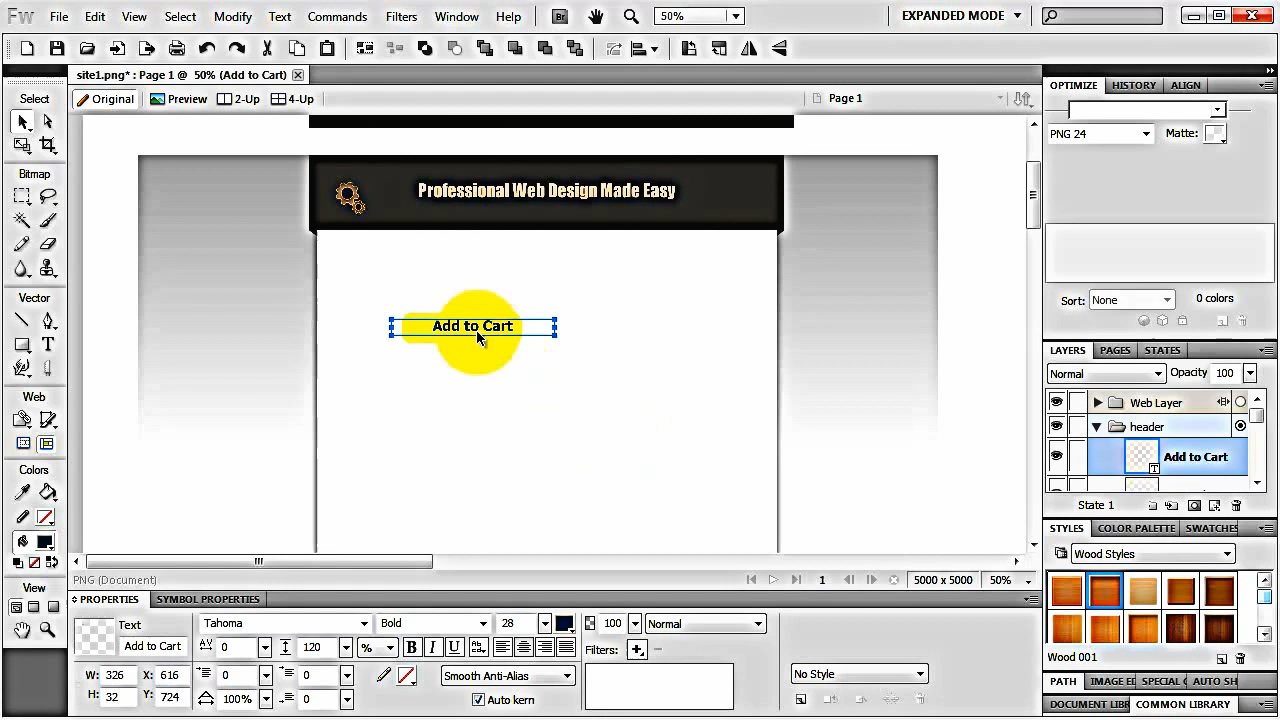 Fw File Edit View Select Modify Text Commands Filters Window Help Br 50% EXPANDED MODE
site1.png* : Page 1 @ 50% (Add to Cart)
Original Preview 2-Up 4-Up Page 1
Select
Bitmap
Vector
Web
Colors
View
Professional Web Design Made Easy
Add to Cart
PNG (Document) 1 5000 x 5000 50%
PROPERTIES SYMBOL PROPERTIES
Text
Add to Cart
W: 326 X: 616
H: 32 Y: 724
Tahoma Bold 28 100 Normal
0 120 % B I U
Filters:
0 0 Smooth Anti-Alias No Style
100% 0 Auto kern
OPTIMIZE HISTORY ALIGN
PNG 24 Matte:
Sort: None 0 colors
LAYERS PAGES STATES
Normal Opacity 100
Web Layer
header
Add to Cart
State 1
STYLES COLOR PALETTE SWATCHES
Wood Styles
Wood 001
PATH IMAGE E SPECIAL AUTO SH
DOCUMENT LIBR COMMON LIBRARY